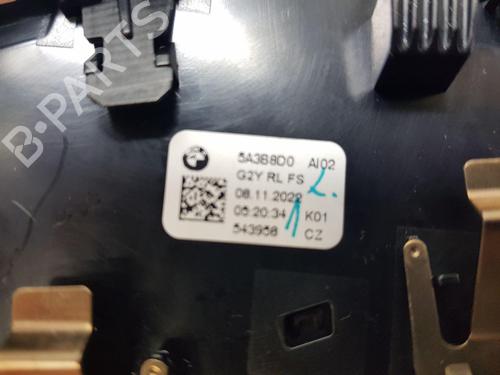 5A3B8D0 AI02
G2Y RL FS
08.11.2022
05:20:34 K01
543958 CZ
B-PARTS